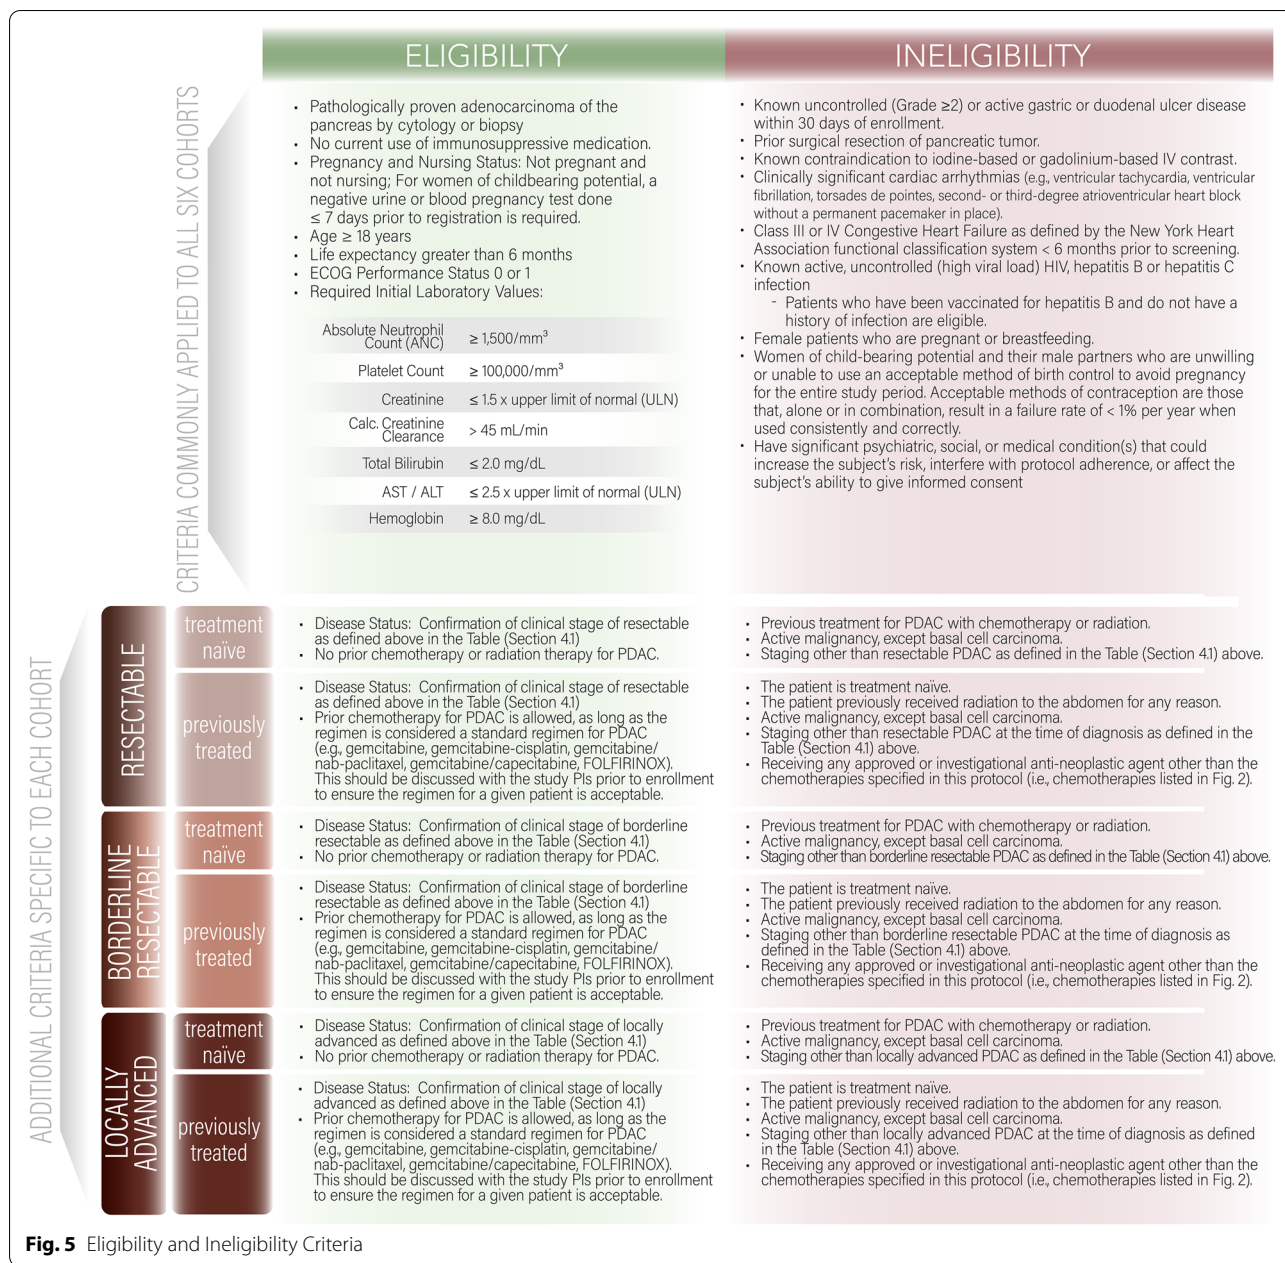 ELIGIBILITY
INELIGIBILITY
CRITERIA COMMONLY APPLIED TO ALL SIX COHORTS
• Pathologically proven adenocarcinoma of the
pancreas by cytology or biopsy
• No current use of immunosuppressive medication.
• Pregnancy and Nursing Status: Not pregnant and
not nursing; For women of childbearing potential, a
negative urine or blood pregnancy test done
≤ 7 days prior to registration is required.
• Age ≥ 18 years
• Life expectancy greater than 6 months
• ECOG Performance Status 0 or 1
• Required Initial Laboratory Values:
Absolute Neutrophil
Count (ANC) ≥ 1,500/mm³
Platelet Count ≥ 100,000/mm³
Creatinine ≤ 1.5 x upper limit of normal (ULN)
Calc. Creatinine
Clearance > 45 mL/min
Total Bilirubin ≤ 2.0 mg/dL
AST / ALT ≤ 2.5 x upper limit of normal (ULN)
Hemoglobin ≥ 8.0 mg/dL
• Known uncontrolled (Grade ≥2) or active gastric or duodenal ulcer disease
within 30 days of enrollment.
• Prior surgical resection of pancreatic tumor.
• Known contraindication to iodine-based or gadolinium-based IV contrast.
• Clinically significant cardiac arrhythmias (e.g., ventricular tachycardia, ventricular
fibrillation, torsades de pointes, second- or third-degree atrioventricular heart block
without a permanent pacemaker in place).
• Class III or IV Congestive Heart Failure as defined by the New York Heart
Association functional classification system < 6 months prior to screening.
• Known active, uncontrolled (high viral load) HIV, hepatitis B or hepatitis C
infection
- Patients who have been vaccinated for hepatitis B and do not have a
history of infection are eligible.
• Female patients who are pregnant or breastfeeding.
• Women of child-bearing potential and their male partners who are unwilling
or unable to use an acceptable method of birth control to avoid pregnancy
for the entire study period. Acceptable methods of contraception are those
that, alone or in combination, result in a failure rate of < 1% per year when
used consistently and correctly.
• Have significant psychiatric, social, or medical condition(s) that could
increase the subject's risk, interfere with protocol adherence, or affect the
subject's ability to give informed consent
ADDITIONAL CRITERIA SPECIFIC TO EACH COHORT
RESECTABLE
treatment
naïve
• Disease Status: Confirmation of clinical stage of resectable
as defined above in the Table (Section 4.1)
• No prior chemotherapy or radiation therapy for PDAC.
• Previous treatment for PDAC with chemotherapy or radiation.
• Active malignancy, except basal cell carcinoma.
• Staging other than resectable PDAC as defined in the Table (Section 4.1) above.
previously
treated
• Disease Status: Confirmation of clinical stage of resectable
as defined above in the Table (Section 4.1)
• Prior chemotherapy for PDAC is allowed, as long as the
regimen is considered a standard regimen for PDAC
(e.g., gemcitabine, gemcitabine-cisplatin, gemcitabine/
nab-paclitaxel, gemcitabine/capecitabine, FOLFIRINOX).
This should be discussed with the study PIs prior to enrollment
to ensure the regimen for a given patient is acceptable.
• The patient is treatment naïve.
• The patient previously received radiation to the abdomen for any reason.
• Active malignancy, except basal cell carcinoma.
• Staging other than resectable PDAC at the time of diagnosis as defined in the
Table (Section 4.1) above.
• Receiving any approved or investigational anti-neoplastic agent other than the
chemotherapies specified in this protocol (i.e., chemotherapies listed in Fig. 2).
BORDERLINE
RESECTABLE
treatment
naïve
• Disease Status: Confirmation of clinical stage of borderline
resectable as defined above in the Table (Section 4.1)
• No prior chemotherapy or radiation therapy for PDAC.
• Previous treatment for PDAC with chemotherapy or radiation.
• Active malignancy, except basal cell carcinoma.
• Staging other than borderline resectable PDAC as defined in the Table (Section 4.1) above.
previously
treated
• Disease Status: Confirmation of clinical stage of borderline
resectable as defined above in the Table (Section 4.1)
• Prior chemotherapy for PDAC is allowed, as long as the
regimen is considered a standard regimen for PDAC
(e.g., gemcitabine, gemcitabine-cisplatin, gemcitabine/
nab-paclitaxel, gemcitabine/capecitabine, FOLFIRINOX).
This should be discussed with the study PIs prior to enrollment
to ensure the regimen for a given patient is acceptable.
• The patient is treatment naïve.
• The patient previously received radiation to the abdomen for any reason.
• Active malignancy, except basal cell carcinoma.
• Staging other than borderline resectable PDAC at the time of diagnosis as
defined in the Table (Section 4.1) above.
• Receiving any approved or investigational anti-neoplastic agent other than the
chemotherapies specified in this protocol (i.e., chemotherapies listed in Fig. 2).
LOCALLY
ADVANCED
treatment
naïve
• Disease Status: Confirmation of clinical stage of locally
advanced as defined above in the Table (Section 4.1)
• No prior chemotherapy or radiation therapy for PDAC.
• Previous treatment for PDAC with chemotherapy or radiation.
• Active malignancy, except basal cell carcinoma.
• Staging other than locally advanced PDAC as defined in the Table (Section 4.1) above.
previously
treated
• Disease Status: Confirmation of clinical stage of locally
advanced as defined above in the Table (Section 4.1)
• Prior chemotherapy for PDAC is allowed, as long as the
regimen is considered a standard regimen for PDAC
(e.g., gemcitabine, gemcitabine-cisplatin, gemcitabine/
nab-paclitaxel, gemcitabine/capecitabine, FOLFIRINOX).
This should be discussed with the study PIs prior to enrollment
to ensure the regimen for a given patient is acceptable.
• The patient is treatment naïve.
• The patient previously received radiation to the abdomen for any reason.
• Active malignancy, except basal cell carcinoma.
• Staging other than locally advanced PDAC at the time of diagnosis as defined
in the Table (Section 4.1) above.
• Receiving any approved or investigational anti-neoplastic agent other than the
chemotherapies specified in this protocol (i.e., chemotherapies listed in Fig. 2).
Fig. 5 Eligibility and Ineligibility Criteria